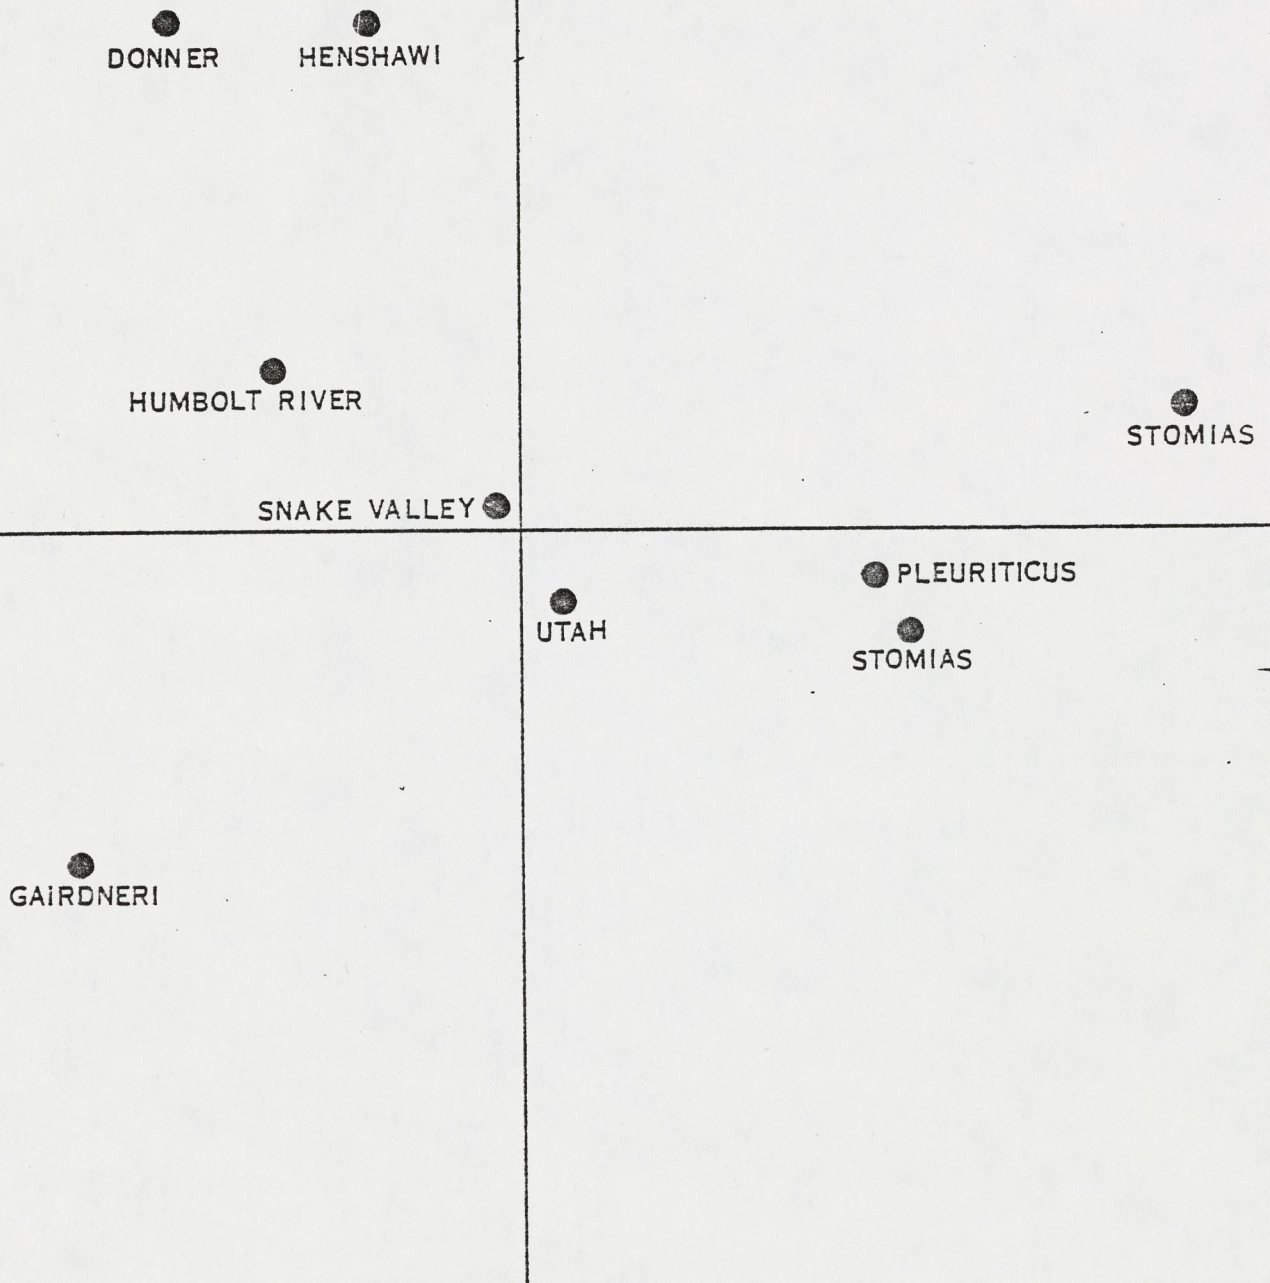 DONNER
HENSHAWI
HUMBOLT RIVER
STOMIAS
SNAKE VALLEY
PLEURITICUS
UTAH
STOMIAS
GAiRDNERI